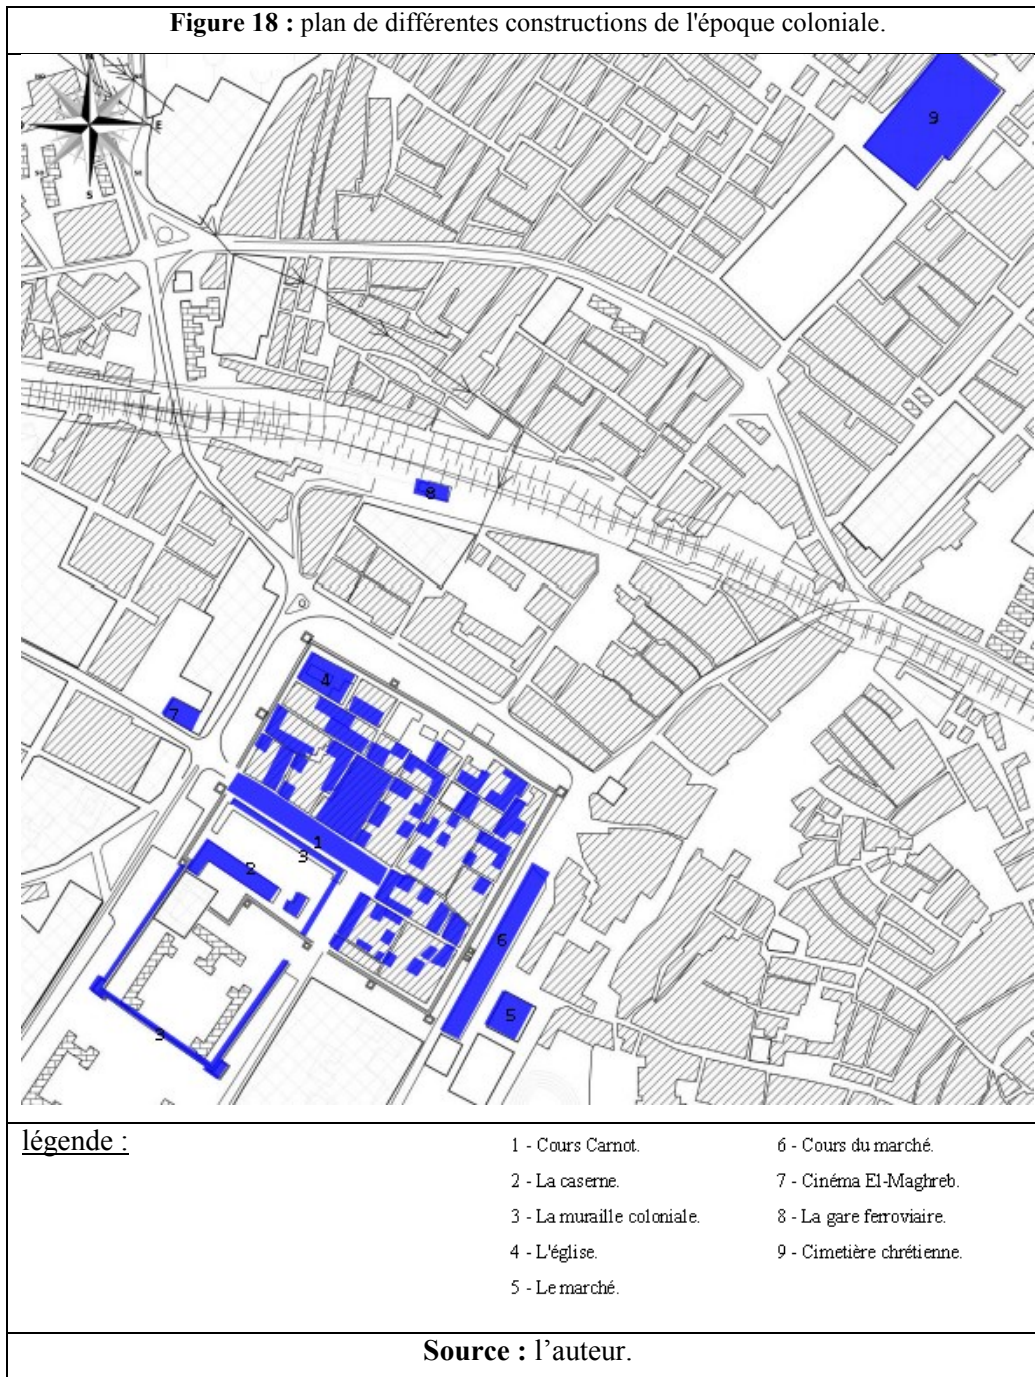 Figure 18 : plan de différentes constructions de l'époque coloniale.
E
S
9
8
4
7
1
3
2
6
5
3
légende :
1 - Cours Carnot.
2 - La caserne.
3 - La muraille coloniale.
4 - L'église.
5 - Le marché.
6 - Cours du marché.
7 - Cinéma El-Maghreb.
8 - La gare ferroviaire.
9 - Cimetière chrétienne.
Source : l’auteur.